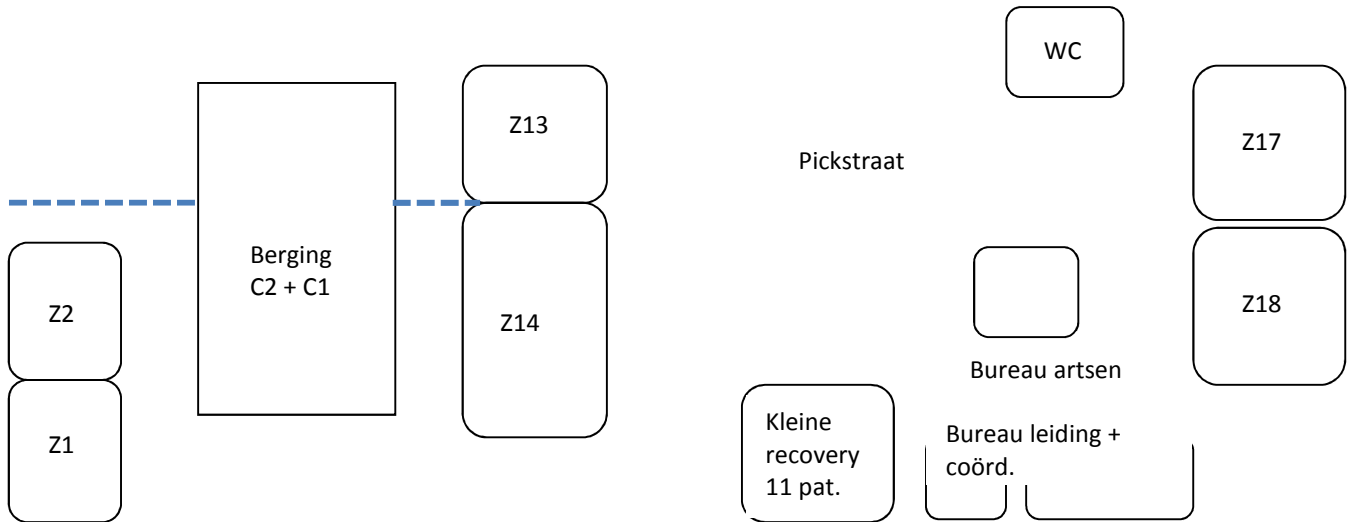 WC
Z13
Z17
Pickstraat
Berging
C2 + C1
Z2
Z14
Z18
Bureau artsen
Z1
Kleine
recovery
11 pat.
Bureau leiding +
coörd.